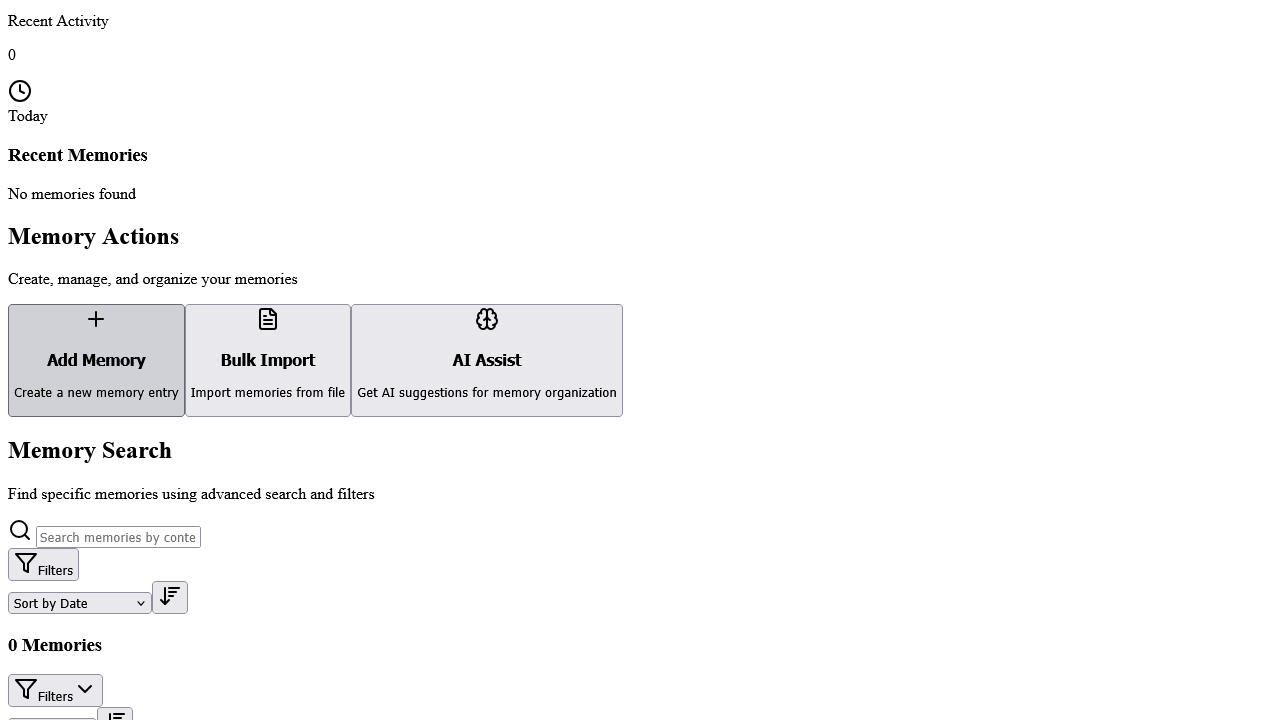 Recent Activity
0
Today
Recent Memories
No memories found
Memory Actions
Create, manage, and organize your memories
Add Memory
Create a new memory entry
Bulk Import
Import memories from file
AI Assist
Get AI suggestions for memory organization
Memory Search
Find specific memories using advanced search and filters
Search memories by conte
Filters
Sort by Date
0 Memories
Filters